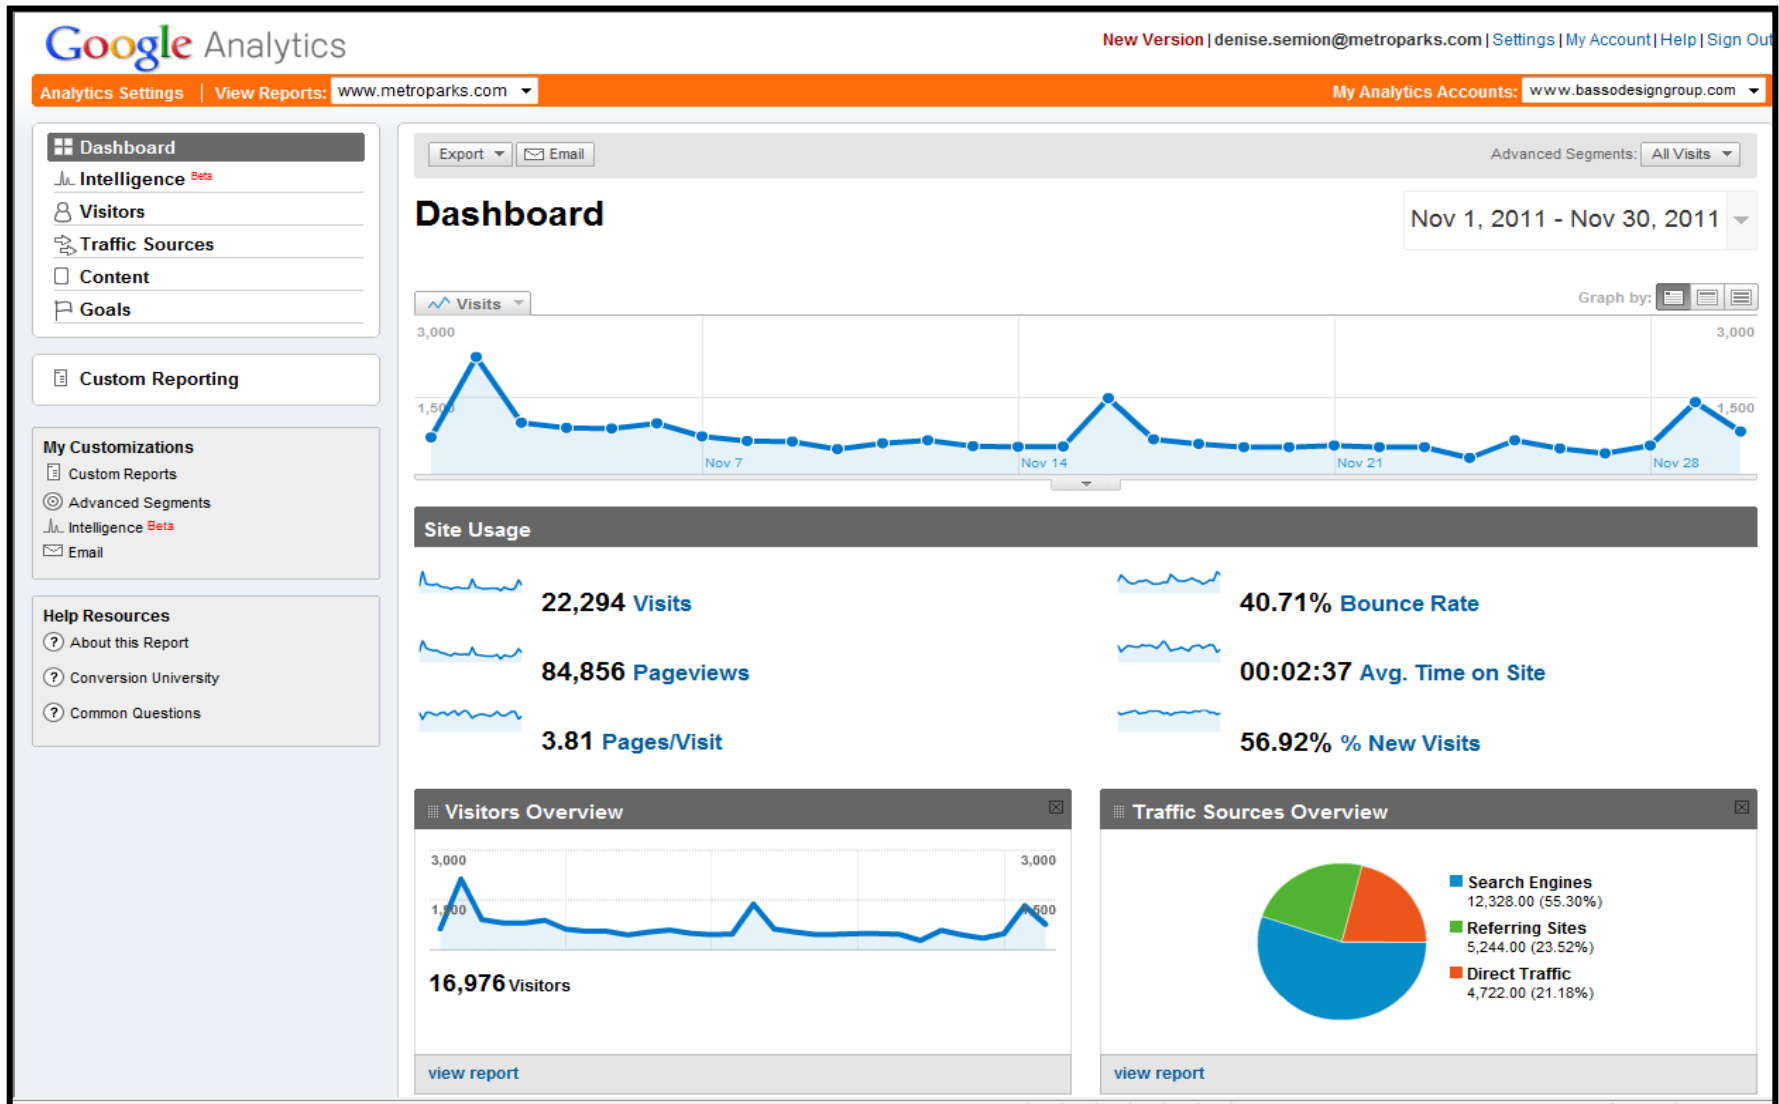 Google Analytics
New Version | denise.semion@metroparks.com | Settings | My Account | Help | Sign Out
Analytics Settings | View Reports: www.metroparks.com
My Analytics Accounts: www.bassodesigngroup.com
Dashboard
Intelligence Beta
Visitors
Traffic Sources
Content
Goals
Custom Reporting
My Customizations
Custom Reports
Advanced Segments
Intelligence Beta
Email
Help Resources
? About this Report
? Conversion University
? Common Questions
Export Email
Advanced Segments: All Visits
Dashboard
Nov 1, 2011 - Nov 30, 2011
Visits
Graph by:
3,000 3,000
1,500 1,500
Nov 7 Nov 14 Nov 21 Nov 28
Site Usage
22,294 Visits
40.71% Bounce Rate
84,856 Pageviews
00:02:37 Avg. Time on Site
3.81 Pages/Visit
56.92% % New Visits
Visitors Overview
3,000 3,000
1,500 1,500
16,976 Visitors
view report
Traffic Sources Overview
Search Engines
12,328.00 (55.30%)
Referring Sites
5,244.00 (23.52%)
Direct Traffic
4,722.00 (21.18%)
view report